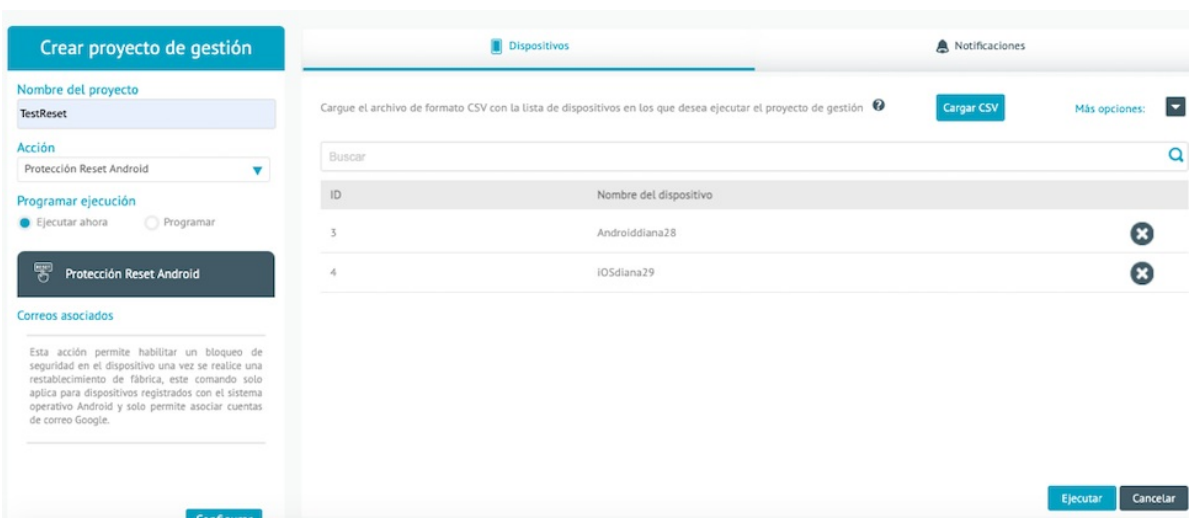 Crear proyecto de gestión
Nombre del proyecto
TestReset
Acción
Protección Reset Android
Programar ejecución
Ejecutar ahora
Programar
RESET
Protección Reset Android
Correos asociados
Esta acción permite habilitar un bloqueo de
seguridad en el dispositivo una vez se realice una
restablecimiento de fábrica, este comando solo
aplica para dispositivos registrados con el sistema
operativo Android y solo permite asociar cuentas
de correo Google.
Dispositivos
Notificaciones
Cargue el archivo de formato CSV con la lista de dispositivos en los que desea ejecutar el proyecto de gestión ?
Cargar CSV
Más opciones:
Buscar
ID Nombre del dispositivo
3 Androiddiana28
4 iOSdiana29
Ejecutar
Cancelar